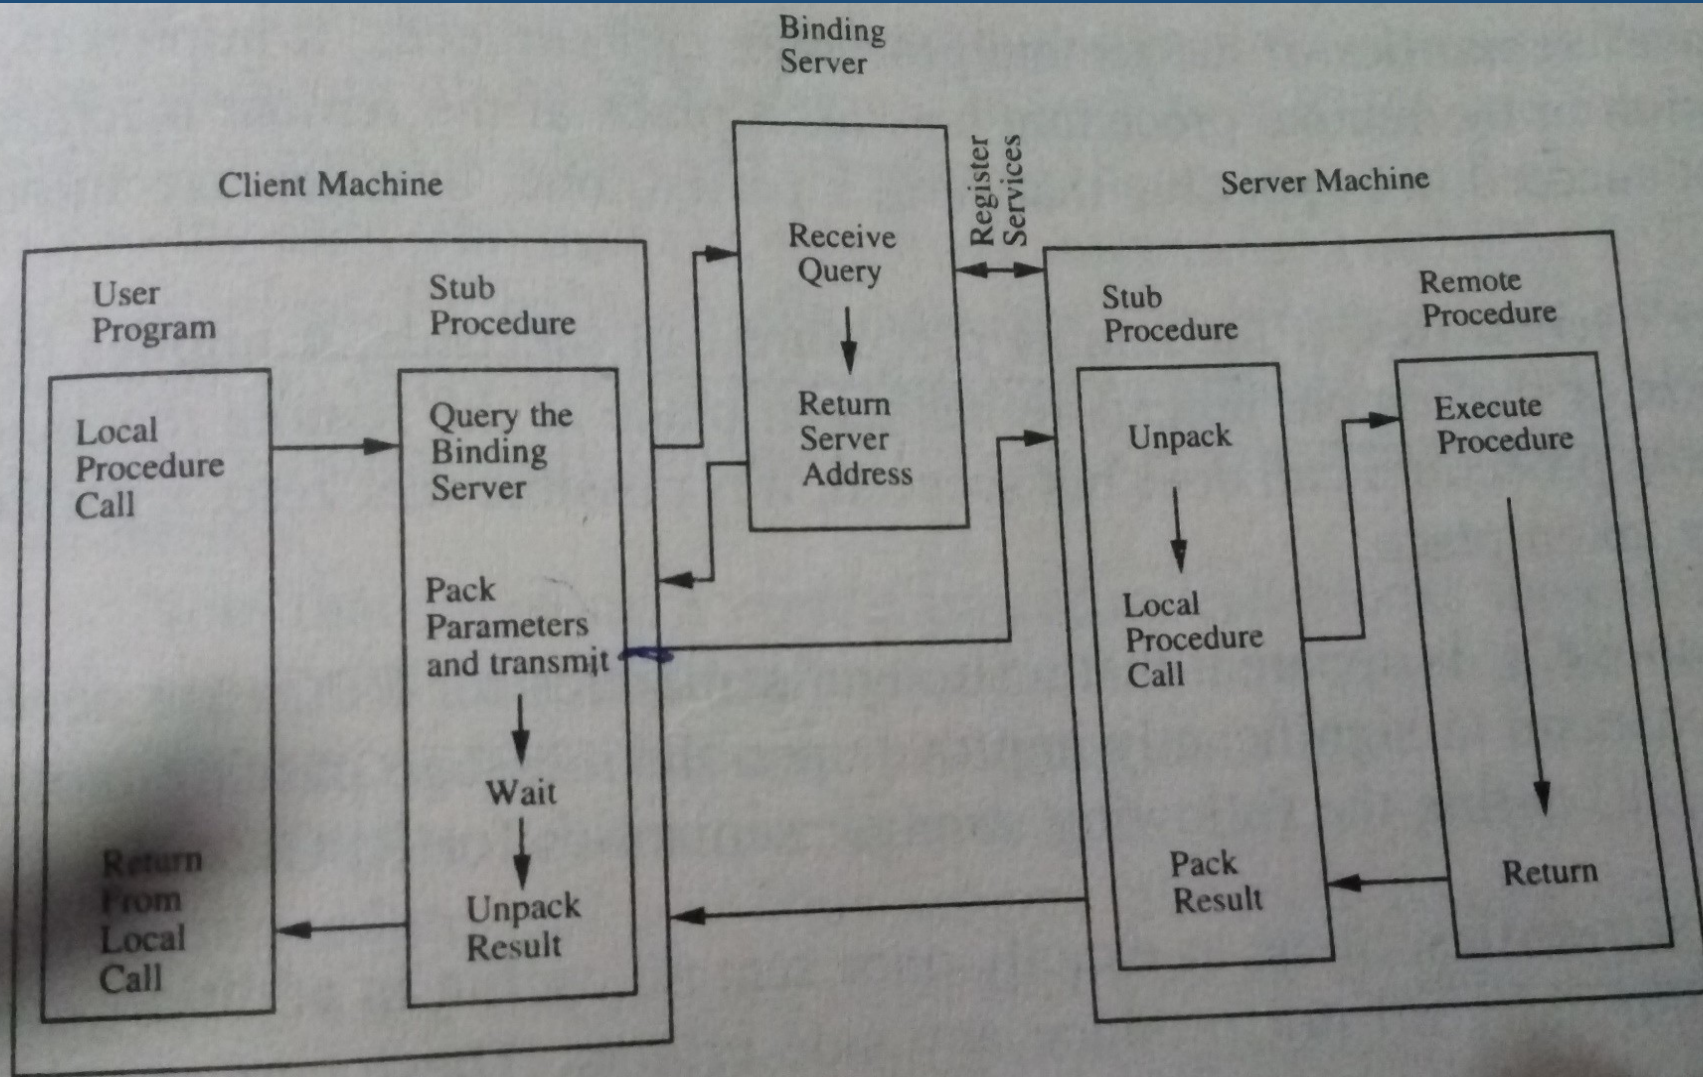 Binding
Server
Client Machine
Register
Services
Server Machine
User
Program
Stub
Procedure
Receive
Query
Return
Server
Address
Stub
Procedure
Remote
Procedure
Local
Procedure
Call
Query the
Binding
Server
Pack
Parameters
and transmit
Wait
Unpack
Result
Return
From
Local
Call
Unpack
Local
Procedure
Call
Pack
Result
Execute
Procedure
Return